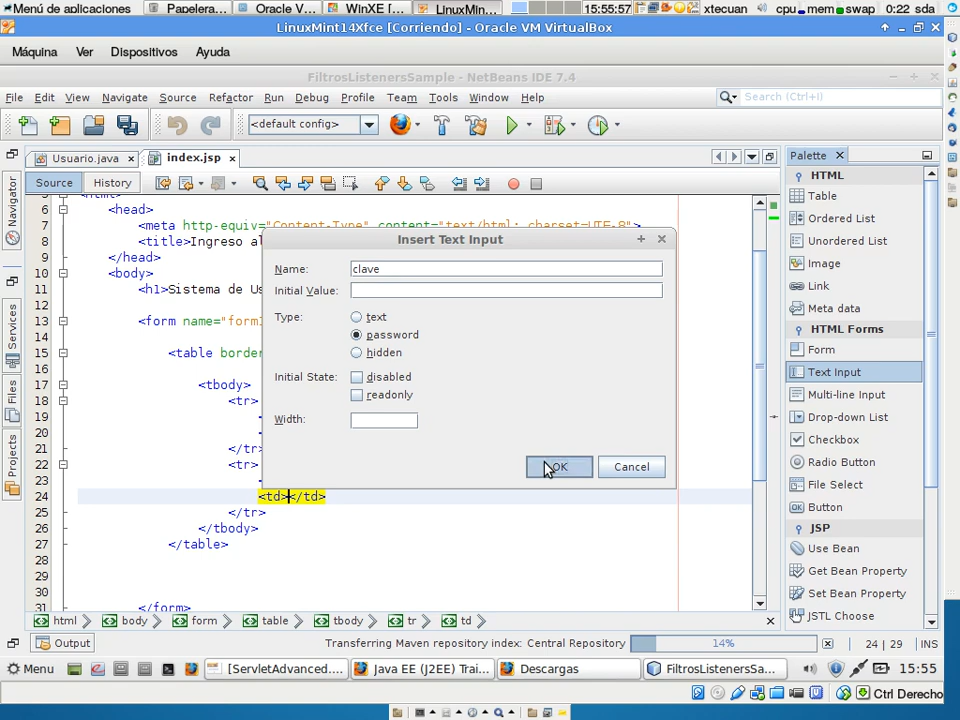 Menú de aplicaciones
Papelera...
Oracle V...
WinXE [...
LinuxMint...
15:55:57
xtecuan
cpu
mem
swap
0:22 sda
LinuxMint14Xfce [Corriendo] - Oracle VM VirtualBox
Máquina Ver Dispositivos Ayuda
FiltrosListenersSample - NetBeans IDE 7.4
File Edit View Navigate Source Refactor Run Debug Profile Team Tools Window Help
Search (Ctrl+I)
<default config>
Usuario.java
index.jsp
Source History
Navigator
Services
Files
Projects
6 <head>
7 <meta http-equiv="Content-Type" content="text/html; charset=UTF-8">
8 <title>Ingreso al
9 </head>
10 <body>
11 <h1>Sistema de Us
12
13 <form name="form1
14
15 <table border
16
17 <tbody>
18 <tr>
19
20
21 </tr>
22 <tr>
23
24 <td></td>
25 </tr>
26 </tbody>
27 </table>
28
29
30
31 </form>
Insert Text Input
Name: clave
Initial Value:
Type: text
password
hidden
Initial State: disabled
readonly
Width:
OK Cancel
Palette
HTML
Table
Ordered List
Unordered List
Image
Link
Meta data
HTML Forms
Form
Text Input
Multi-line Input
Drop-down List
Checkbox
Radio Button
File Select
Button
JSP
Use Bean
Get Bean Property
Set Bean Property
JSTL Choose
html body form table tbody tr td
Output
Transferring Maven repository index: Central Repository
14%
24 | 29 INS
Menu
[ServletAdvanced....
Java EE (J2EE) Trai...
Descargas
FiltrosListenersSa...
15:55
Ctrl Derecho